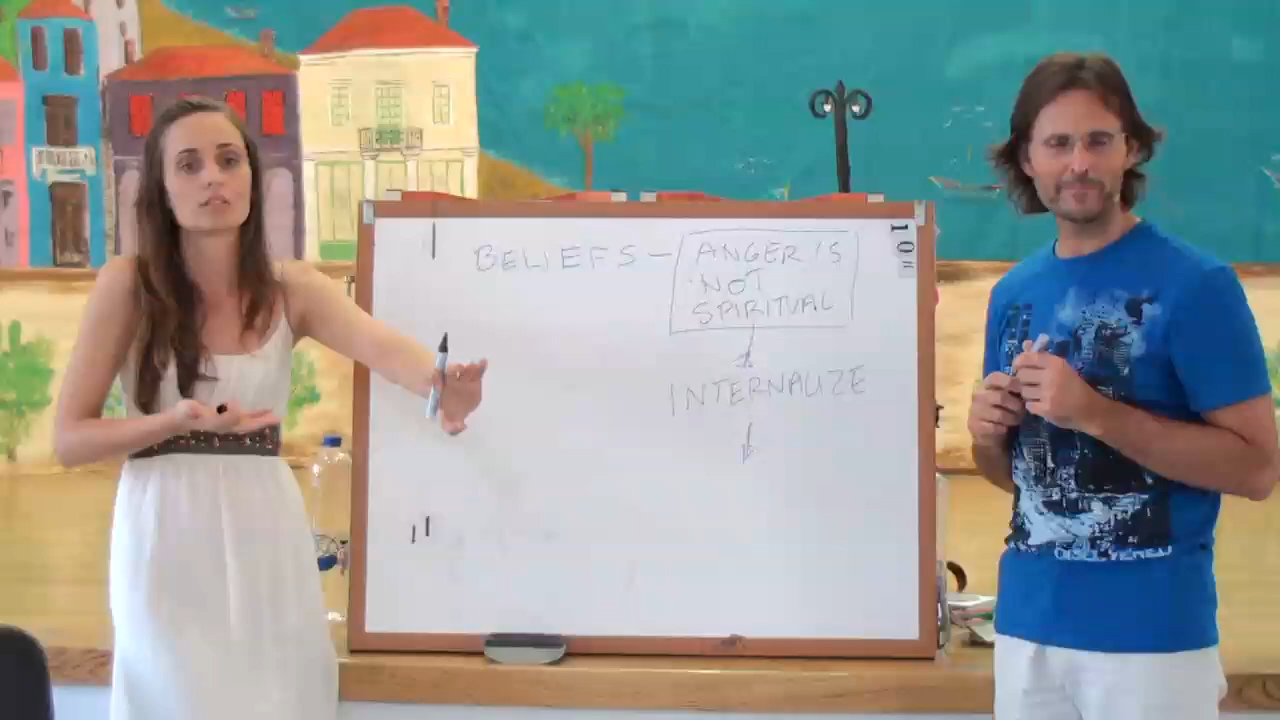 BELIEFS — ANGER IS
NOT
SPIRITUAL
INTERNALIZE